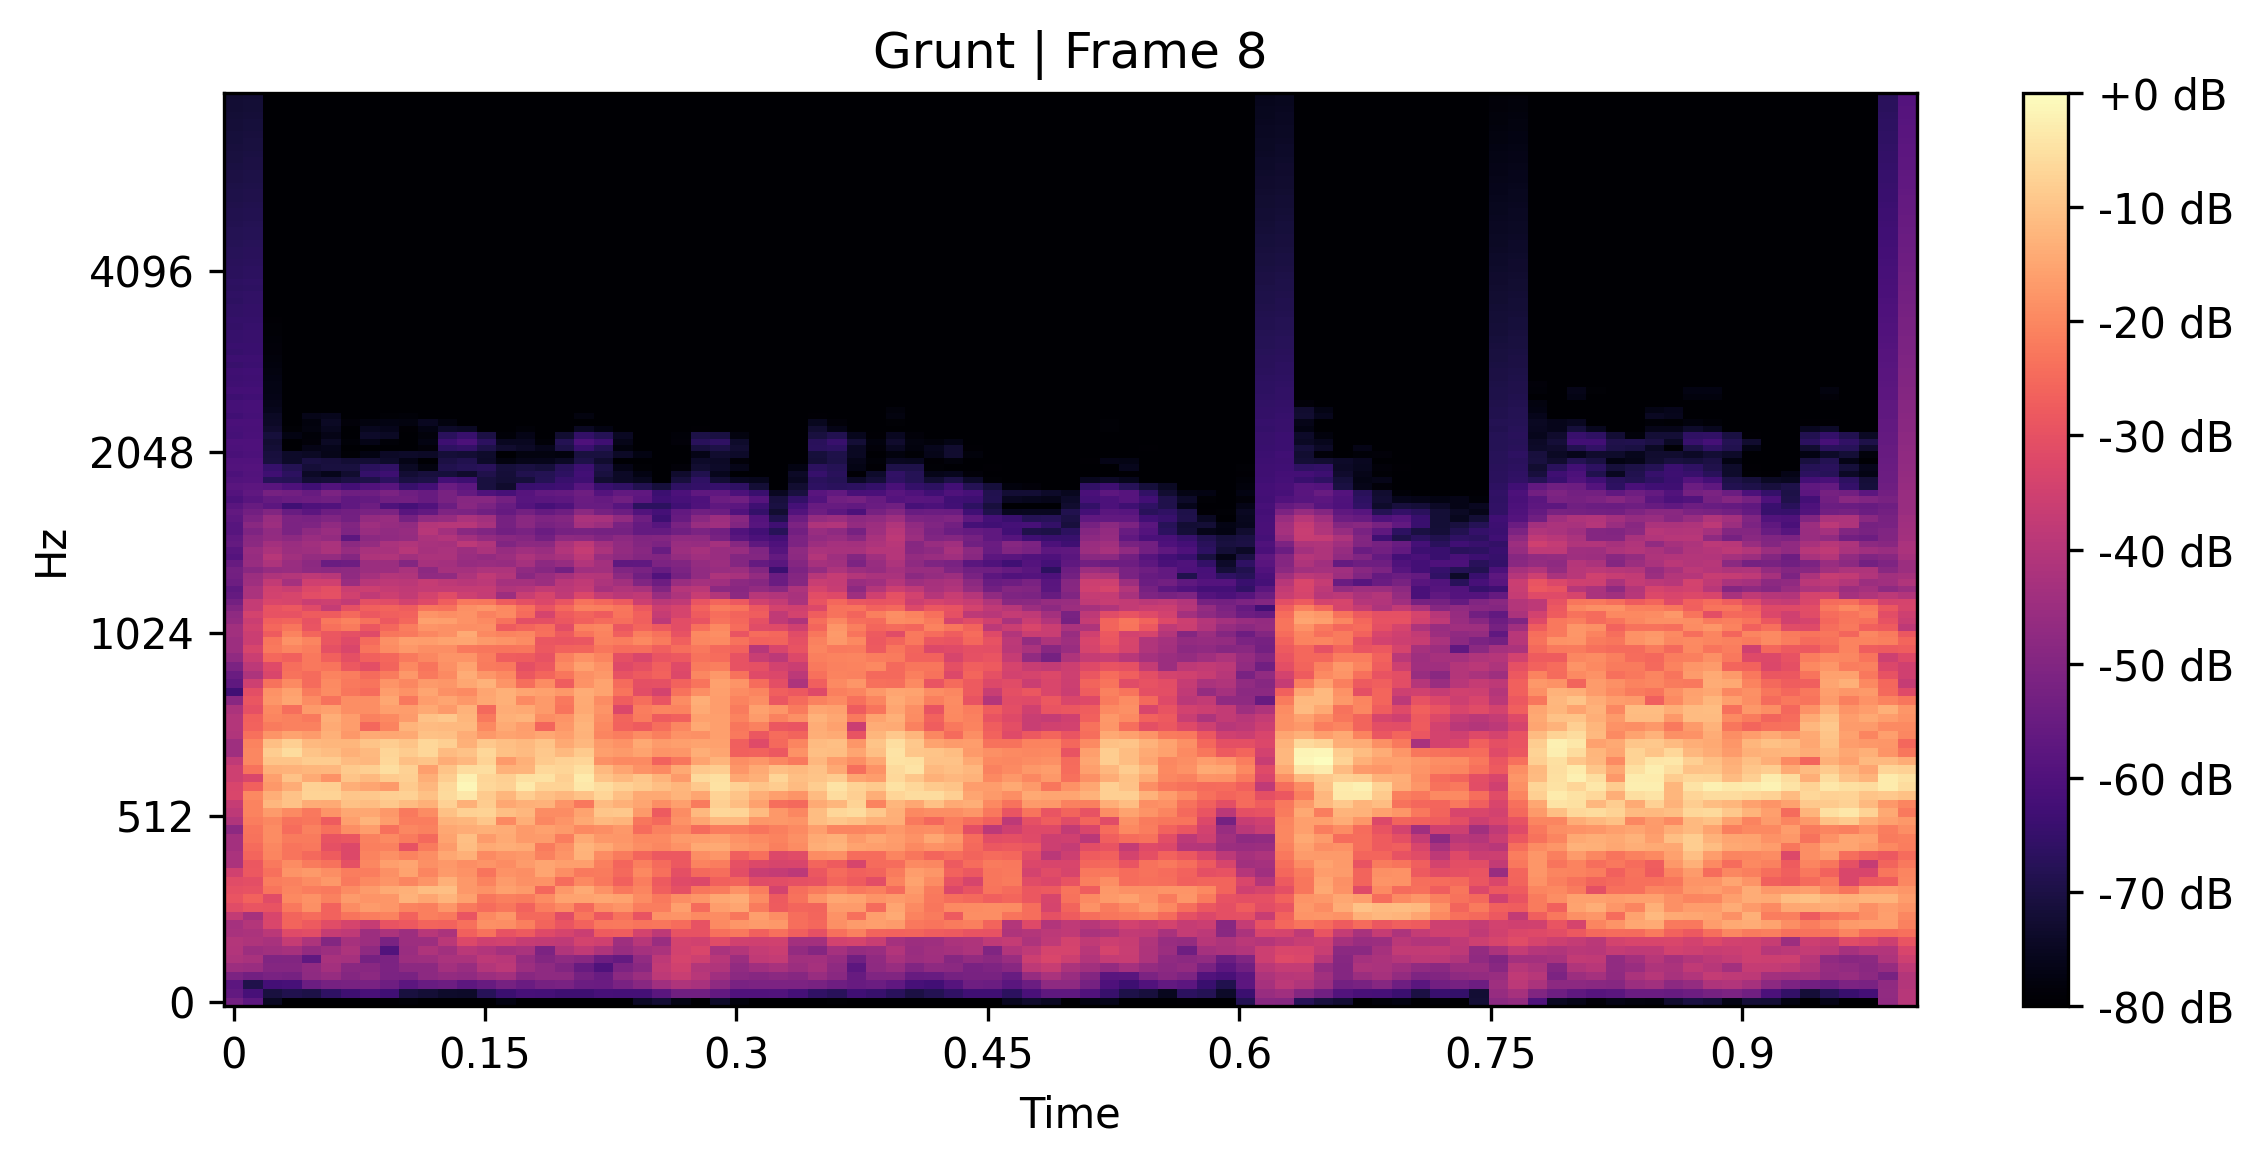 Grunt | Frame 8
+0 dB
-10 dB
-20 dB
-30 dB
-40 dB
-50 dB
-60 dB
-70 dB
-80 dB
Hz
4096
2048
1024
512
0
0 0.15 0.3 0.45 0.6 0.75 0.9
Time